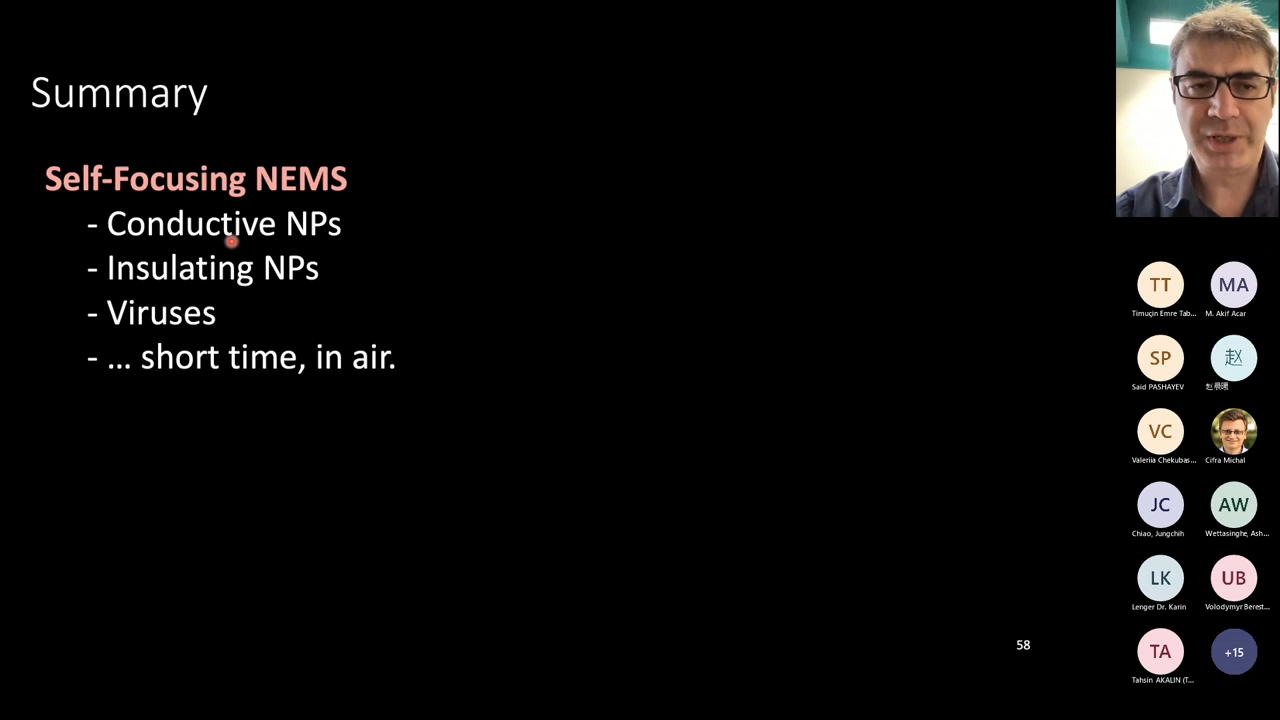 Summary
Self-Focusing NEMS
- Conductive NPs
- Insulating NPs
- Viruses
- ... short time, in air.
58
TT
MA
Timuçin Emre Tab...
M. Akif Acar
SP
赵
Said PASHAYEV
VC
Valeriia Chekubas...
Cifra Michal
JC
AW
Chiao, Jungchih
Wettasinghe, Ash...
LK
UB
Lenger Dr. Karin
Volodymyr Berest...
TA
+15
Tahsin AKALIN (T...